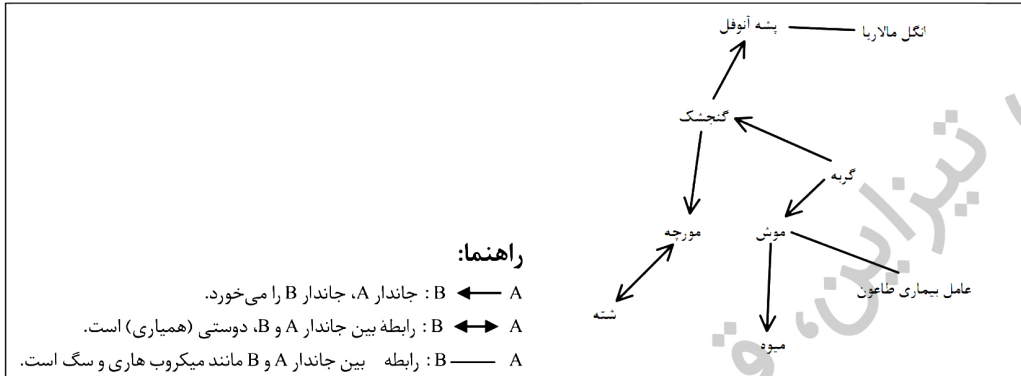 پشه آنوفل
انگل مالاریا
گنجشک
گربه
مورچه
موش
عامل بیماری طاعون
شته
میوه
راهنما:
A ← B : جاندار A، جاندار B را می‌خورد.
A ↔ B : رابطهٔ بین جاندار A و B، دوستی (همیاری) است.
A — B : رابطه بین جاندار A و B مانند میکروب هاری و سگ است.
تیزابن،